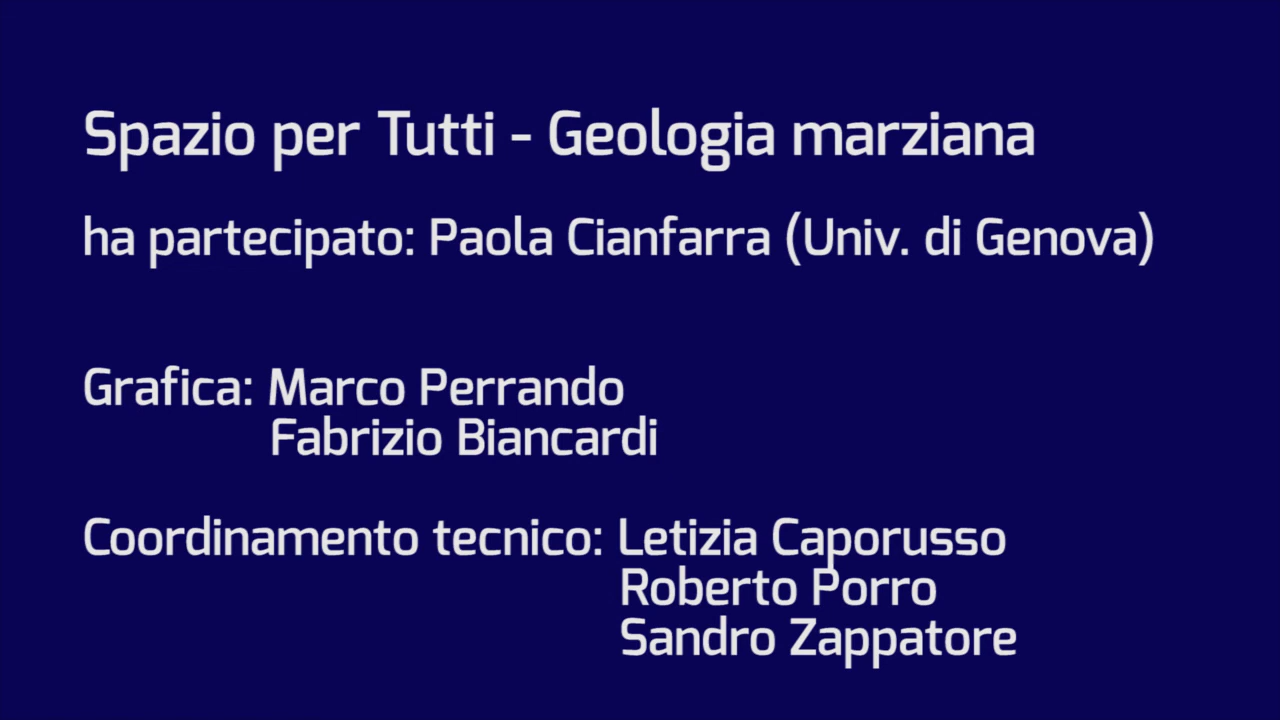 Spazio per Tutti - Geologia marziana
ha partecipato: Paola Cianfarra (Univ. di Genova)
Grafica: Marco Perrando
Fabrizio Biancardi
Coordinamento tecnico: Letizia Caporusso
Roberto Porro
Sandro Zappatore